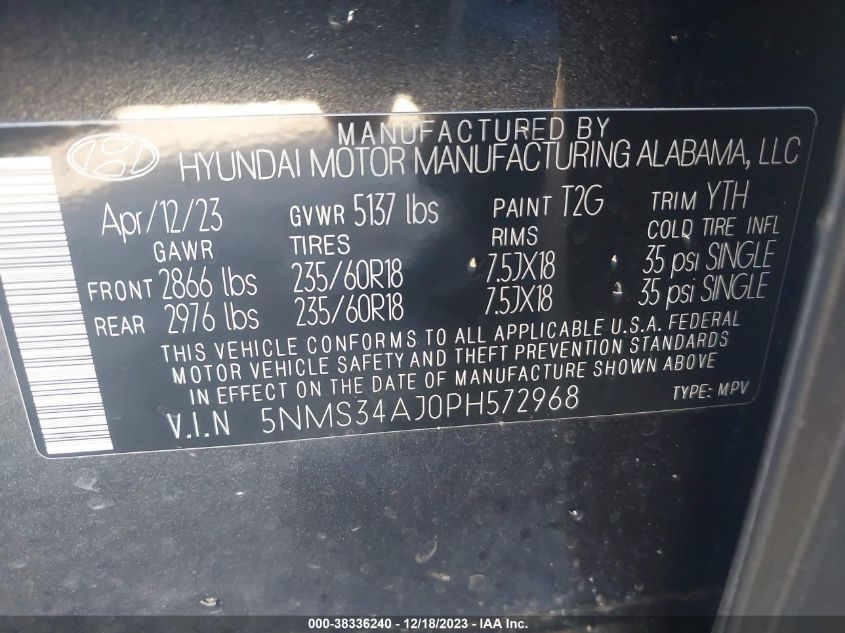 MANUFACTURED BY
HYUNDAI MOTOR MANUFACTURING ALABAMA, LLC
Apr/12/23 GVWR 5137 lbs PAINT T2G TRIM YTH
GAWR TIRES RIMS COLD TIRE INFL
FRONT 2866 lbs 235/60R18 7.5JX18 35 psi SINGLE
REAR 2976 lbs 235/60R18 7.5JX18 35 psi SINGLE
THIS VEHICLE CONFORMS TO ALL APPLICABLE U.S.A. FEDERAL
MOTOR VEHICLE SAFETY AND THEFT PREVENTION STANDARDS
IN EFFECT ON THE DATE OF MANUFACTURE SHOWN ABOVE
V.I.N 5NMS34AJ0PH572968 TYPE: MPV
000-38336240 - 12/18/2023 - IAA Inc.